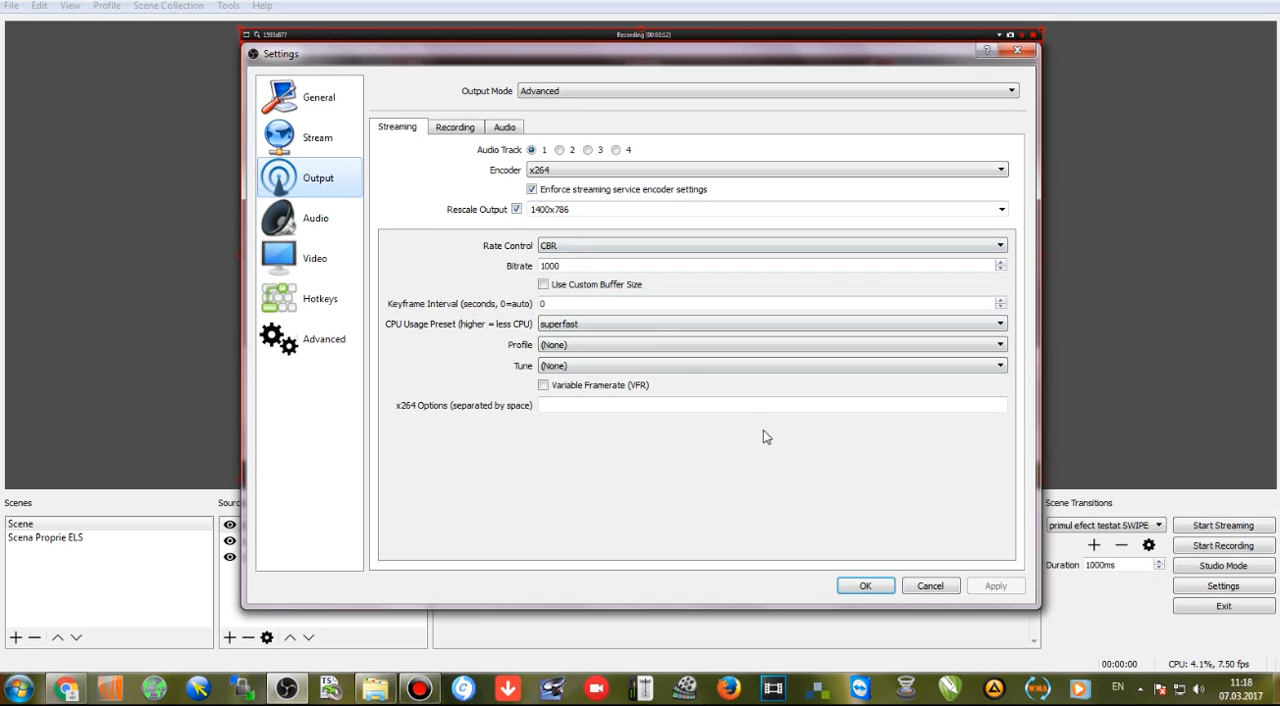 File Edit View Profile Scene Collection Tools Help
1593x877 Recording [00:02:12]
Settings
General
Stream
Output
Audio
Video
Hotkeys
Advanced
Output Mode Advanced
Streaming Recording Audio
Audio Track 1 2 3 4
Encoder x264
Enforce streaming service encoder settings
Rescale Output 1400x786
Rate Control CBR
Bitrate 1000
Use Custom Buffer Size
Keyframe Interval (seconds, 0=auto) 0
CPU Usage Preset (higher = less CPU) superfast
Profile (None)
Tune (None)
Variable Framerate (VFR)
x264 Options (separated by space)
OK Cancel Apply
Scenes
Scene
Scena Proprie ELS
Sourc
Scene Transitions
primul efect testat SWIPE
Duration 1000ms
Start Streaming
Start Recording
Studio Mode
Settings
Exit
00:00:00 CPU: 4.1%, 7.50 fps
TS
WMA
EN
11:18
07.03.2017